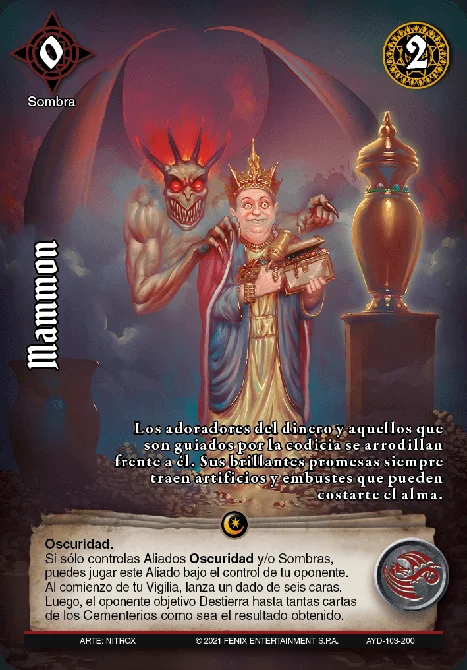 0
2
Sombra
Mammon
Los adoradores del dinero y aquellos que
son guiados por la codicia se arrodillan
frente a él. Sus brillantes promesas siempre
traen artificios y embustes que pueden
costarte el alma.
Oscuridad.
Si sólo controlas Aliados Oscuridad y/o Sombras,
puedes jugar este Aliado bajo el control de tu oponente.
Al comienzo de tu Vigilia, lanza un dado de seis caras.
Luego, el oponente objetivo Destierra hasta tantas cartas
de los Cementerios como sea el resultado obtenido.
ARTE: NITROX © 2021 FENIX ENTERTAINMENT S.R.A. AYD-103-200